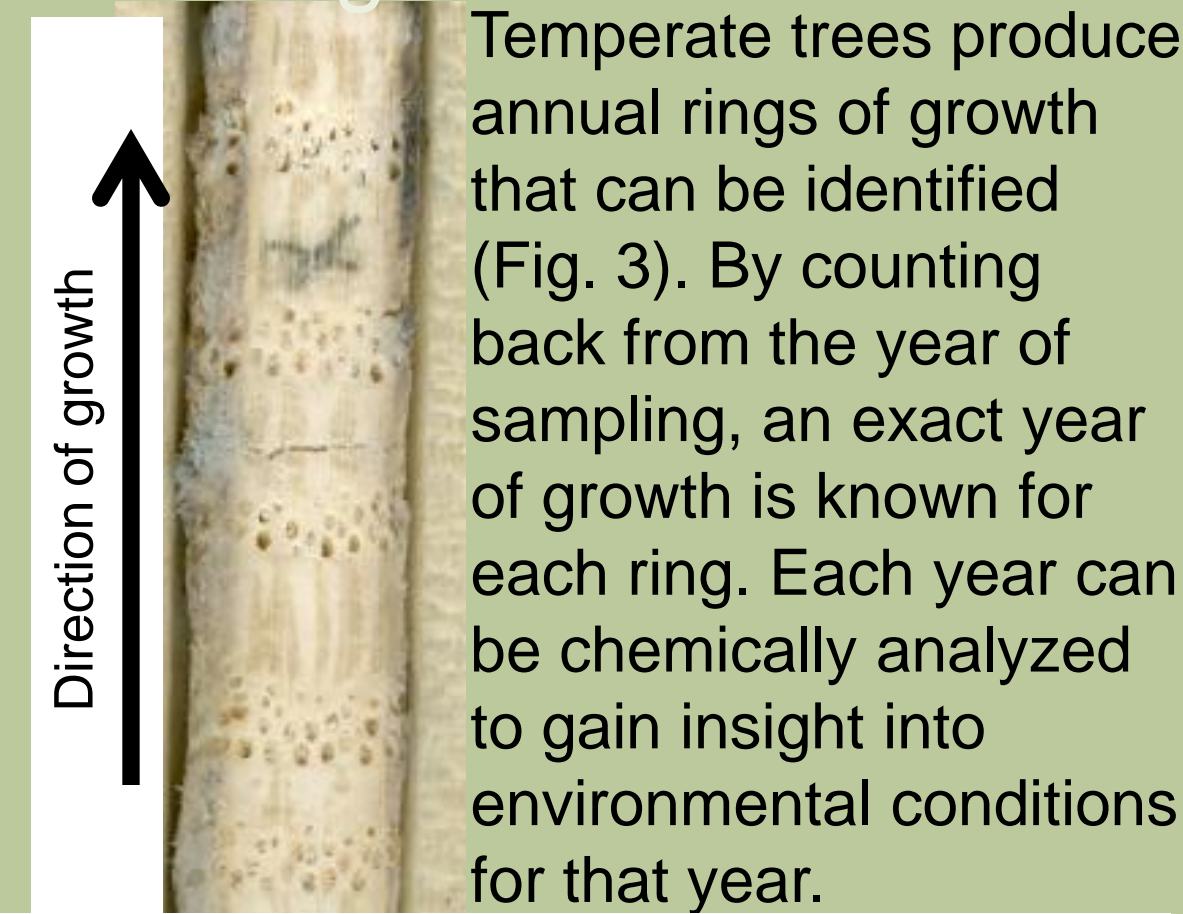 Direction of growth
Temperate trees produce
annual rings of growth
that can be identified
(Fig. 3). By counting
back from the year of
sampling, an exact year
of growth is known for
each ring. Each year can
be chemically analyzed
to gain insight into
environmental conditions
for that year.